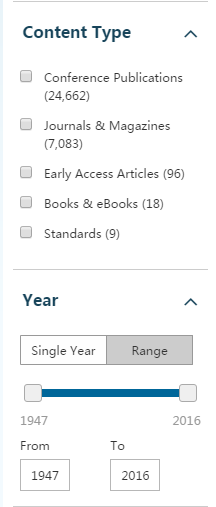 Content Type
Conference Publications
(24,662)
Journals & Magazines
(7,083)
Early Access Articles (96)
Books & eBooks (18)
Standards (9)
Year
Single Year Range
1947 2016
From To
1947 2016